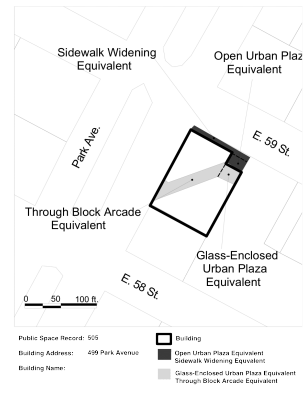 Sidewalk Widening
Equivalent
Open Urban Plaz
Equivalent
Park Ave.
E. 59 St.
Through Block Arcade
Equivalent
Glass-Enclosed
Urban Plaza
Equivalent
E. 58 St.
0 50 100 ft.
Public Space Record: 505
Building Address: 499 Park Avenue
Building Name:
Building
Open Urban Plaza Equivalent
Sidewalk Widening Equivalent
Glass-Enclosed Urban Plaza Equivalent
Through Block Arcade Equivalent